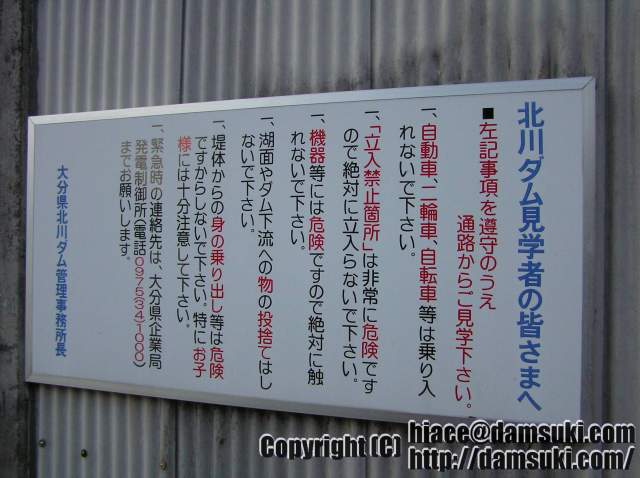 北川ダム見学者の皆さまへ
■左記事項を遵守のうえ
通路からご見学下さい。
一、自動車、二輪車、自転車等は乗り入
れないで下さい。
一、「立入禁止箇所」は非常に危険です
ので絶対に立入らないで下さい。
一、機器等には危険ですので絶対に触
れないで下さい。
一、湖面やダム下流への物の投捨てはし
ないで下さい。
一、堤体からの身の乗り出し等は危険
ですからしないで下さい。特にお子
様には十分注意して下さい。
一、緊急時の連絡先は、大分県企業局
発電制御所(電話0975(34)1000)
までお願いします。
大分県北川ダム管理事務所長
Copyright (C) hiace@damsuki.com
http://damsuki.com/